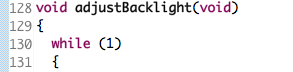 128 void adjustBacklight(void)
129 {
130   while (1)
131   {